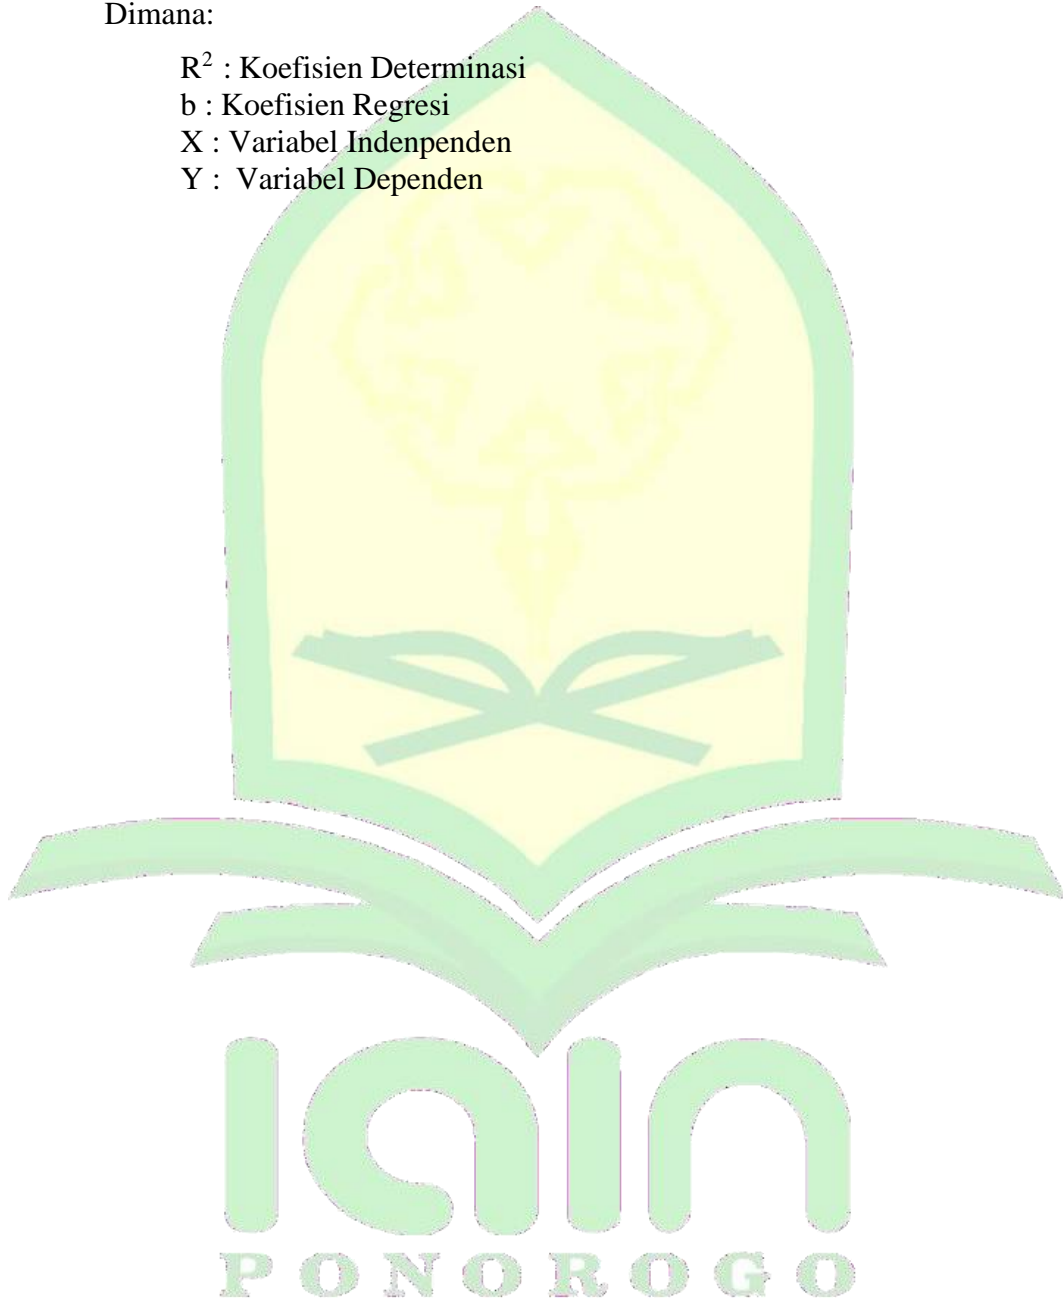 Dimana:
R² : Koefisien Determinasi
b : Koefisien Regresi
X : Variabel Indenpenden
Y : Variabel Dependen
IAIN
PONOROGO